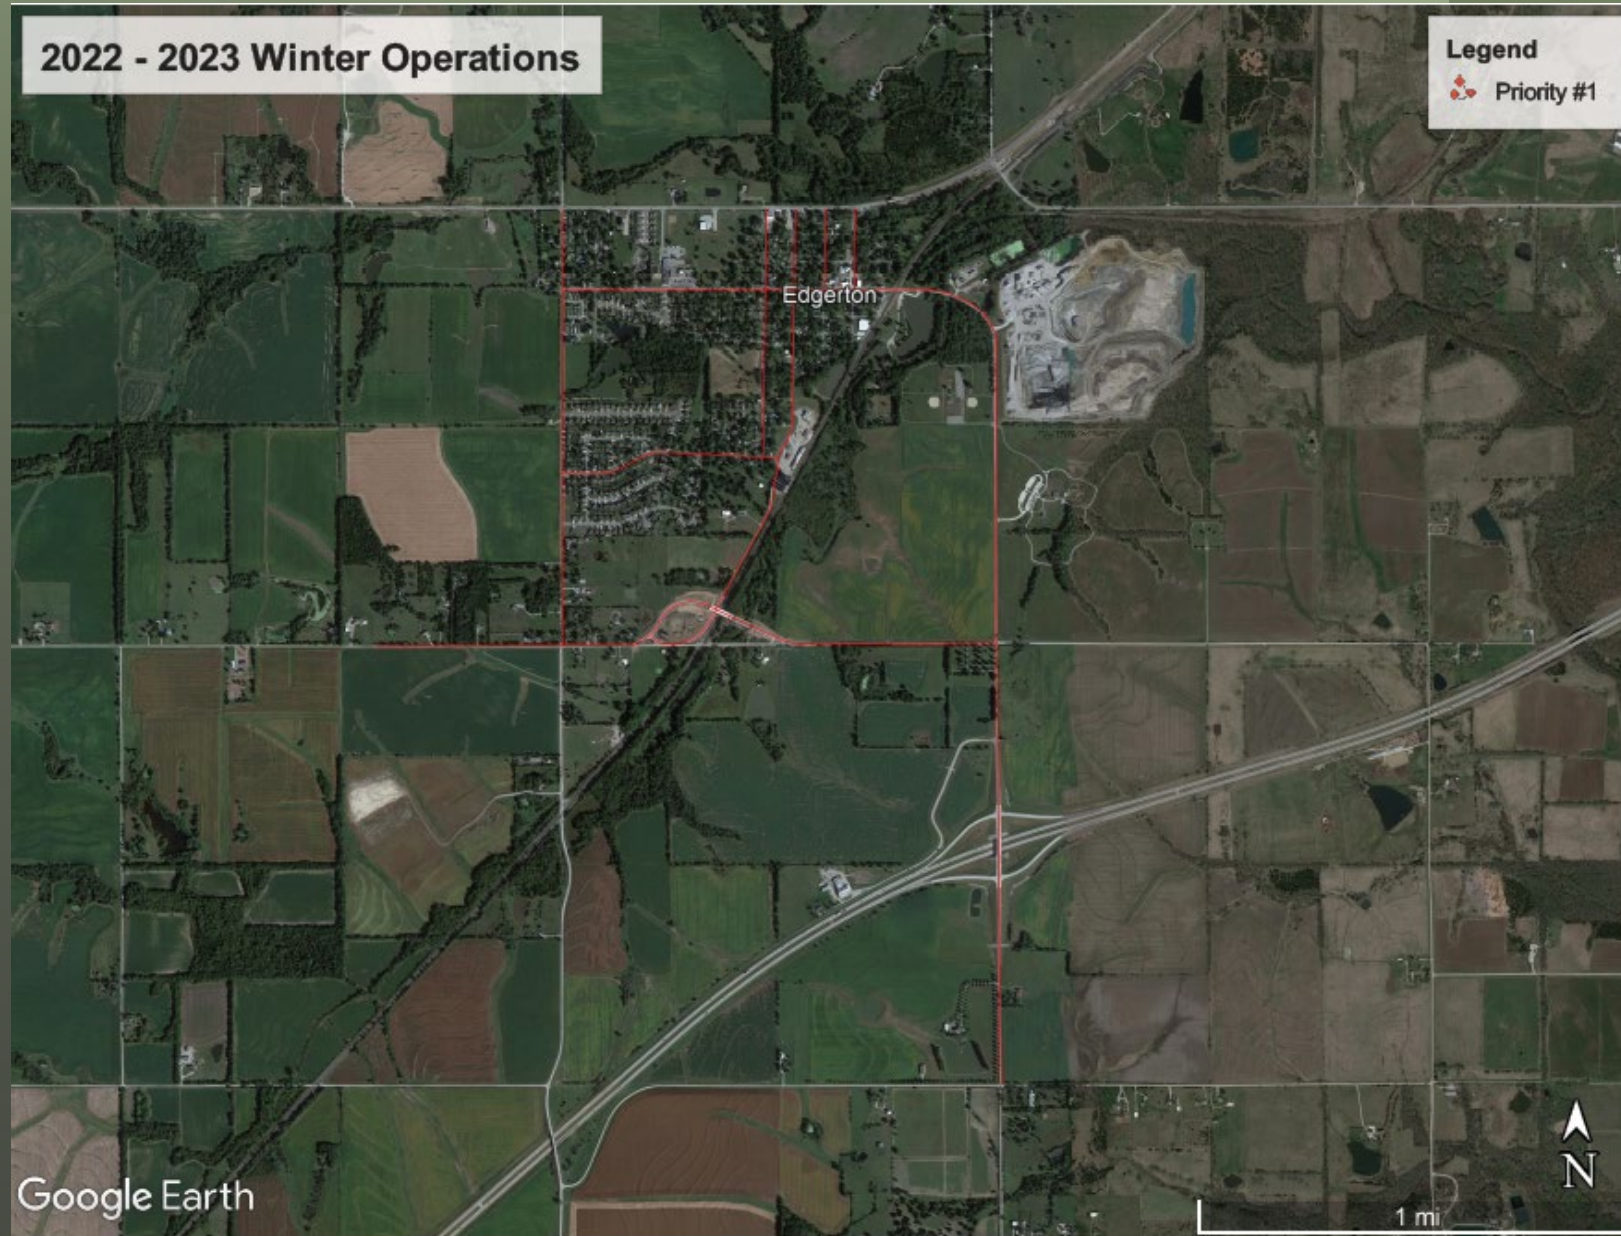 2022 - 2023 Winter Operations
Legend
Priority #1
Edgerton
Google Earth
N
1 mi